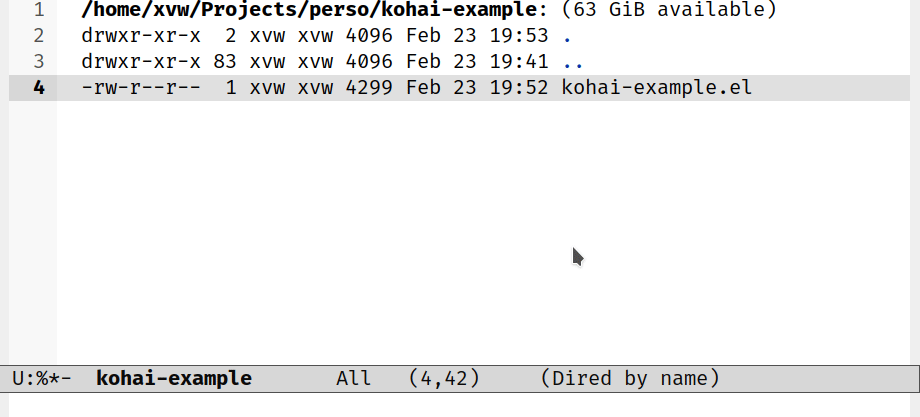 1 /home/xvw/Projects/perso/kohai-example: (63 GiB available)
2 drwxr-xr-x  2 xvw xvw 4096 Feb 23 19:53 .
3 drwxr-xr-x 83 xvw xvw 4096 Feb 23 19:41 ..
4 -rw-r--r--  1 xvw xvw 4299 Feb 23 19:52 kohai-example.el
U:%*-  kohai-example       All   (4,42)     (Dired by name)